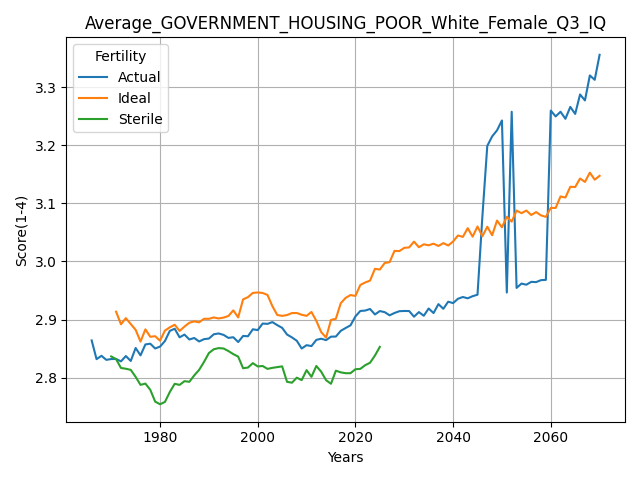 Average_GOVERNMENT_HOUSING_POOR_White_Female_Q3_IQ
Fertility
Actual
Ideal
Sterile
Score(1-4)
3.3
3.2
3.1
3.0
2.9
2.8
1980 2000 2020 2040 2060
Years